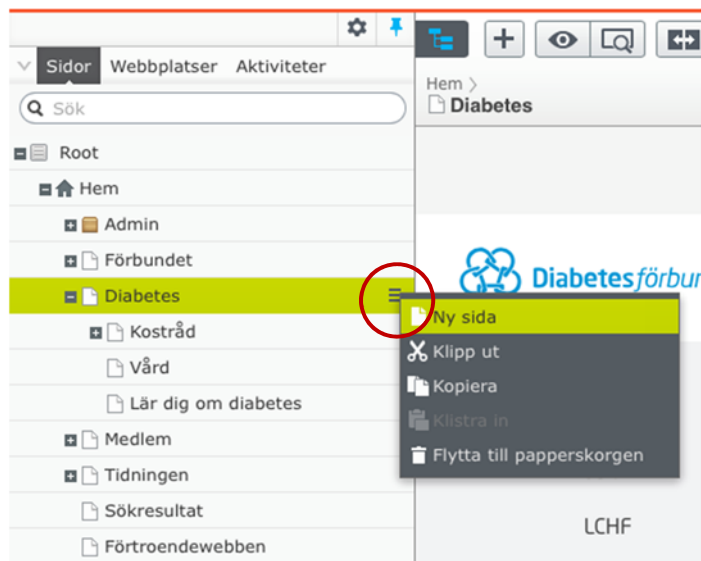 Sidor Webbplatser Aktiviteter
Sök
Root
Hem
Admin
Förbundet
Diabetes
Kostråd
Vård
Lär dig om diabetes
Medlem
Tidningen
Sökresultat
Förtroendewebben
Hem
Diabetes
Diabetesförbun
Ny sida
Klipp ut
Kopiera
Klistra in
Flytta till papperskorgen
LCHF